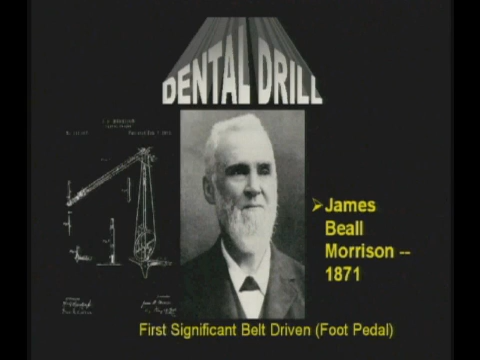 DENTAL DRILL
James
Beall
Morrison --
1871
First Significant Belt Driven (Foot Pedal)